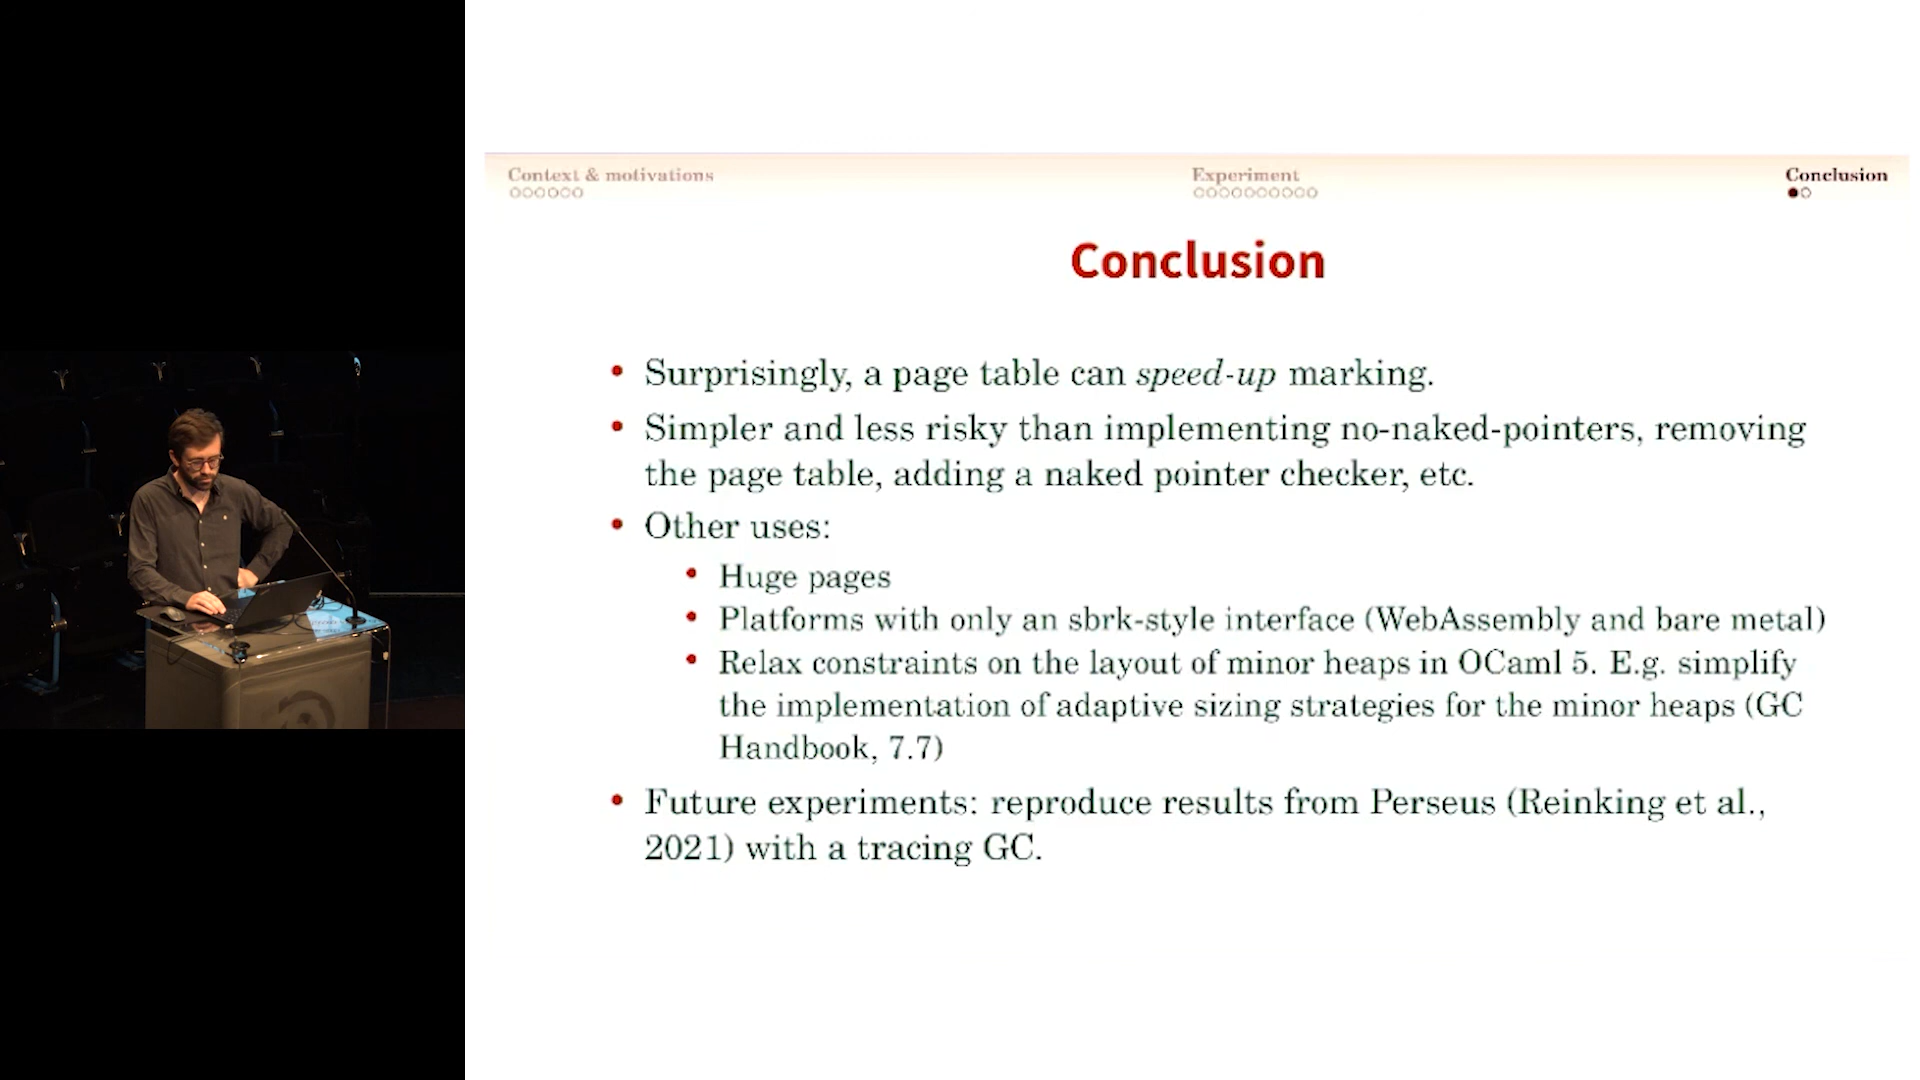 Context & motivations
Experiment
Conclusion
Conclusion
• Surprisingly, a page table can speed-up marking.
• Simpler and less risky than implementing no-naked-pointers, removing
the page table, adding a naked pointer checker, etc.
• Other uses:
• Huge pages
• Platforms with only an sbrk-style interface (WebAssembly and bare metal)
• Relax constraints on the layout of minor heaps in OCaml 5. E.g. simplify
the implementation of adaptive sizing strategies for the minor heaps (GC
Handbook, 7.7)
• Future experiments: reproduce results from Perseus (Reinking et al.,
2021) with a tracing GC.